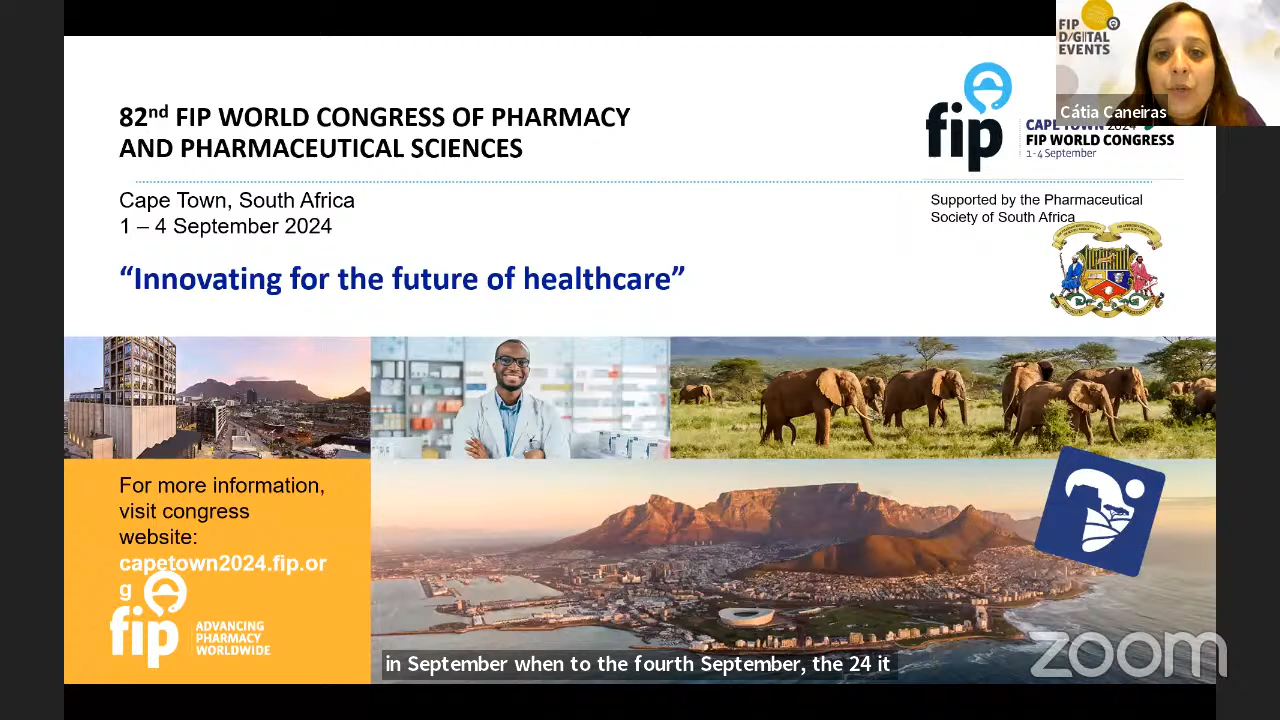 FIP
DIGITAL
EVENTS
Cátia Caneiras
82nd FIP WORLD CONGRESS OF PHARMACY
AND PHARMACEUTICAL SCIENCES
fip
CAPE TOWN 2024
FIP WORLD CONGRESS
1-4 September
Cape Town, South Africa
1 – 4 September 2024
Supported by the Pharmaceutical
Society of South Africa
“Innovating for the future of healthcare”
For more information,
visit congress
website:
capetown2024.fip.or
g
fip
ADVANCING
PHARMACY
WORLDWIDE
in September when to the fourth September, the 24 it
zoom